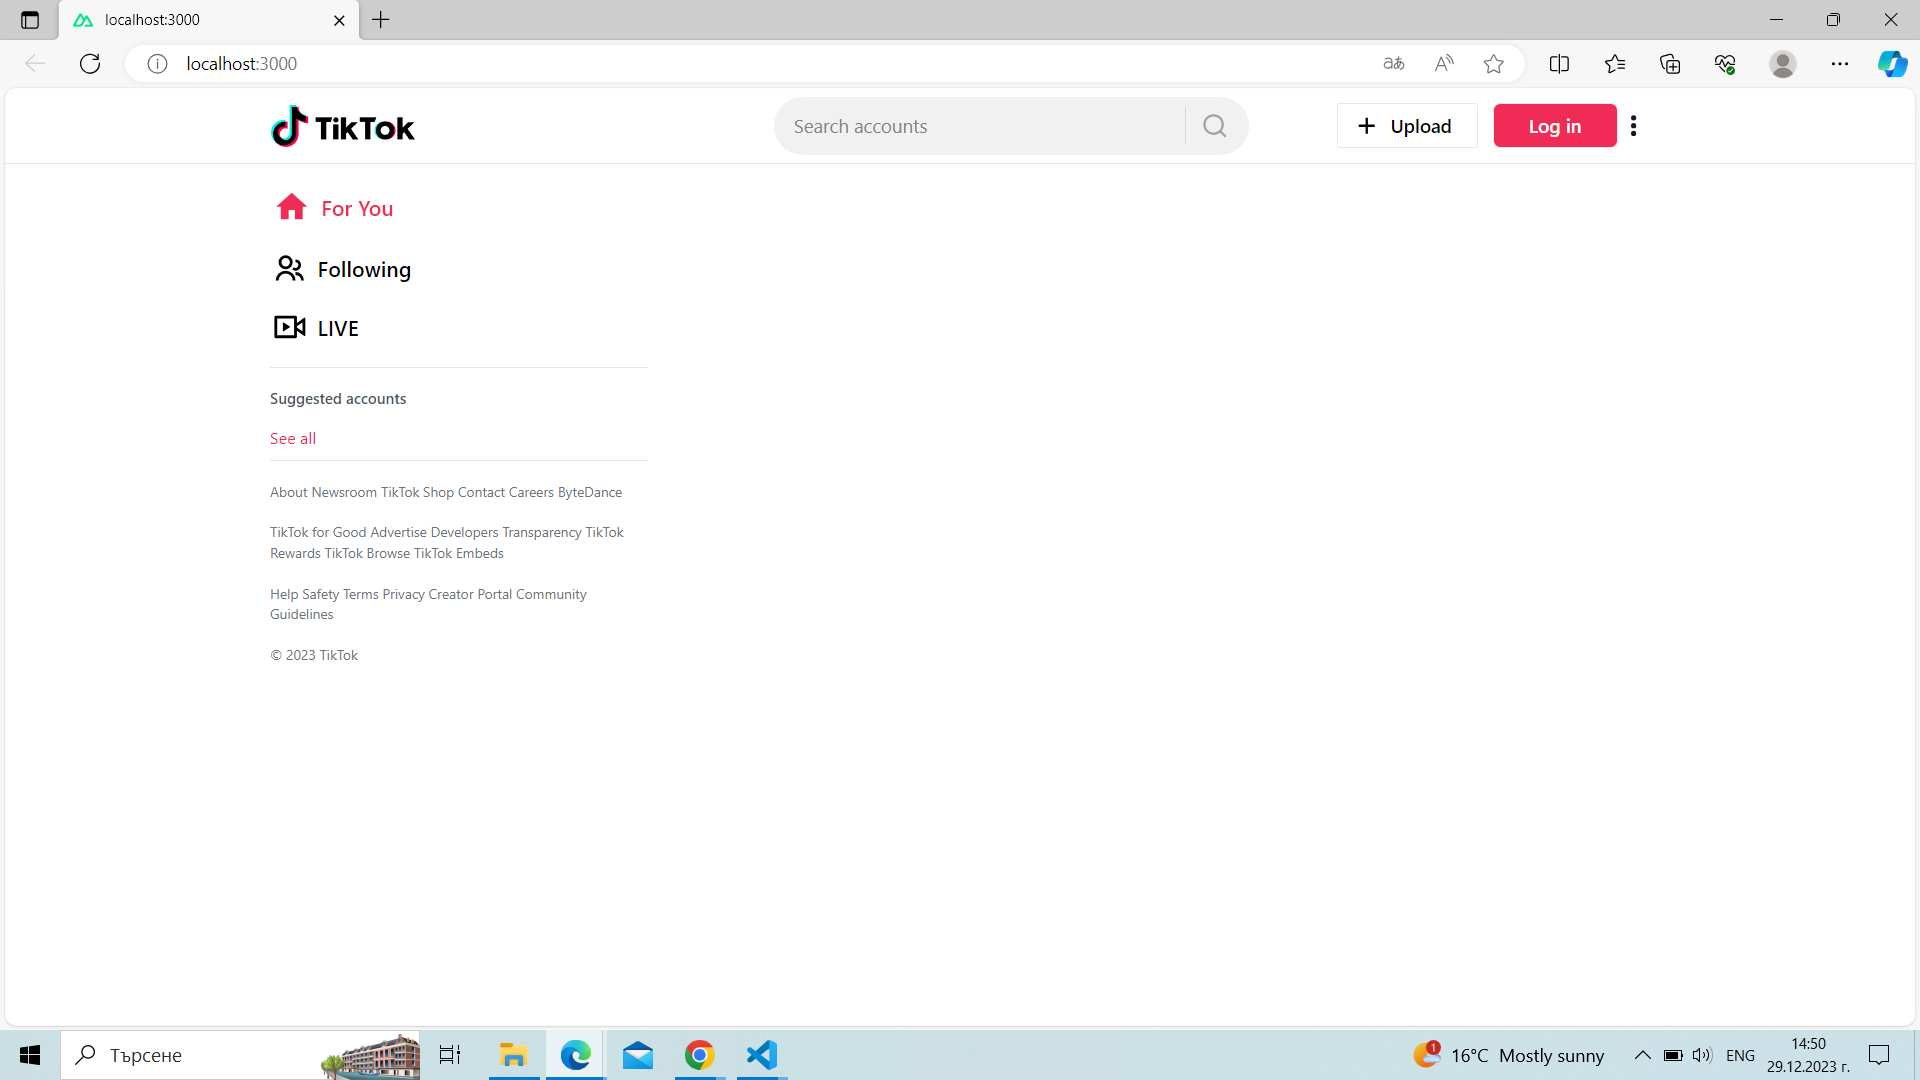 localhost:3000
localhost:3000
TikTok
Search accounts
Upload
Log in
For You
Following
LIVE
Suggested accounts
See all
About Newsroom TikTok Shop Contact Careers ByteDance
TikTok for Good Advertise Developers Transparency TikTok
Rewards TikTok Browse TikTok Embeds
Help Safety Terms Privacy Creator Portal Community
Guidelines
© 2023 TikTok
Търсене
1
16°C Mostly sunny
ENG
14:50
29.12.2023 г.